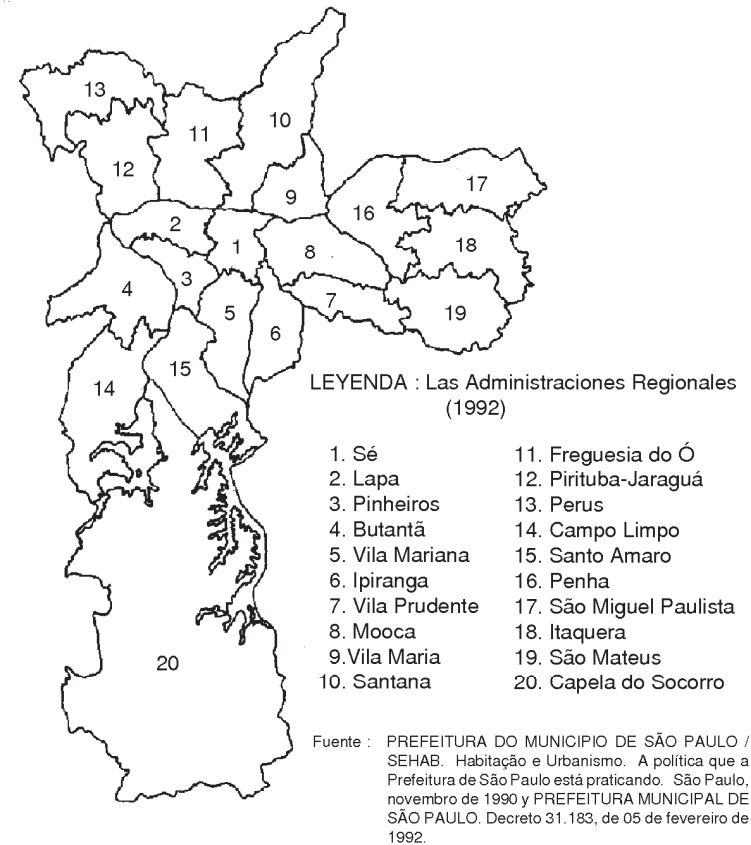 13
10
11
12
17
9
16
2
1
18
8
3
4
7
5
19
6
15
14
LEYENDA : Las Administraciones Regionales
(1992)
1. Sé
2. Lapa
3. Pinheiros
4. Butantã
5. Vila Mariana
6. Ipiranga
7. Vila Prudente
8. Mooca
9.Vila Maria
10. Santana
11. Freguesia do Ó
12. Pirituba-Jaraguá
13. Perus
14. Campo Limpo
15. Santo Amaro
16. Penha
17. São Miguel Paulista
18. Itaquera
19. São Mateus
20. Capela do Socorro
20
Fuente : PREFEITURA DO MUNICIPIO DE SÃO PAULO /
SEHAB. Habitação e Urbanismo. A política que a
Prefeitura de São Paulo está praticando. São Paulo,
novembro de 1990 y PREFEITURA MUNICIPAL DE
SÃO PAULO. Decreto 31.183, de 05 de fevereiro de
1992.